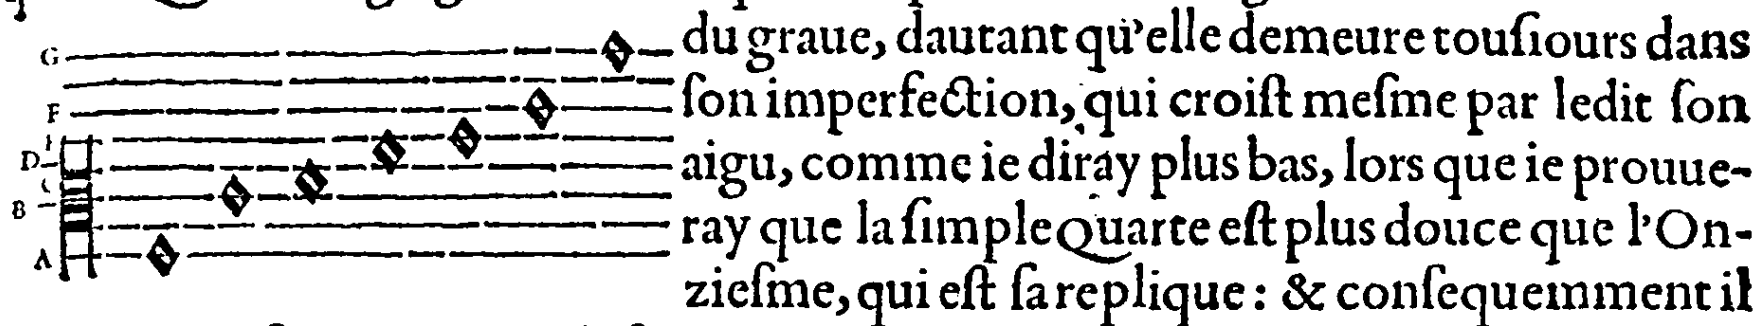 G
F
D
C
B
A
du graue, dautant qu'elle demeure touſiours dans
ſon imperfection, qui croiſt meſme par ledit ſon
aigu, comme ie diray plus bas, lors que ie prouue-
ray que la ſimple Quarte eſt plus douce que l'On-
zieſme, qui eſt ſa replique: & conſequemment il